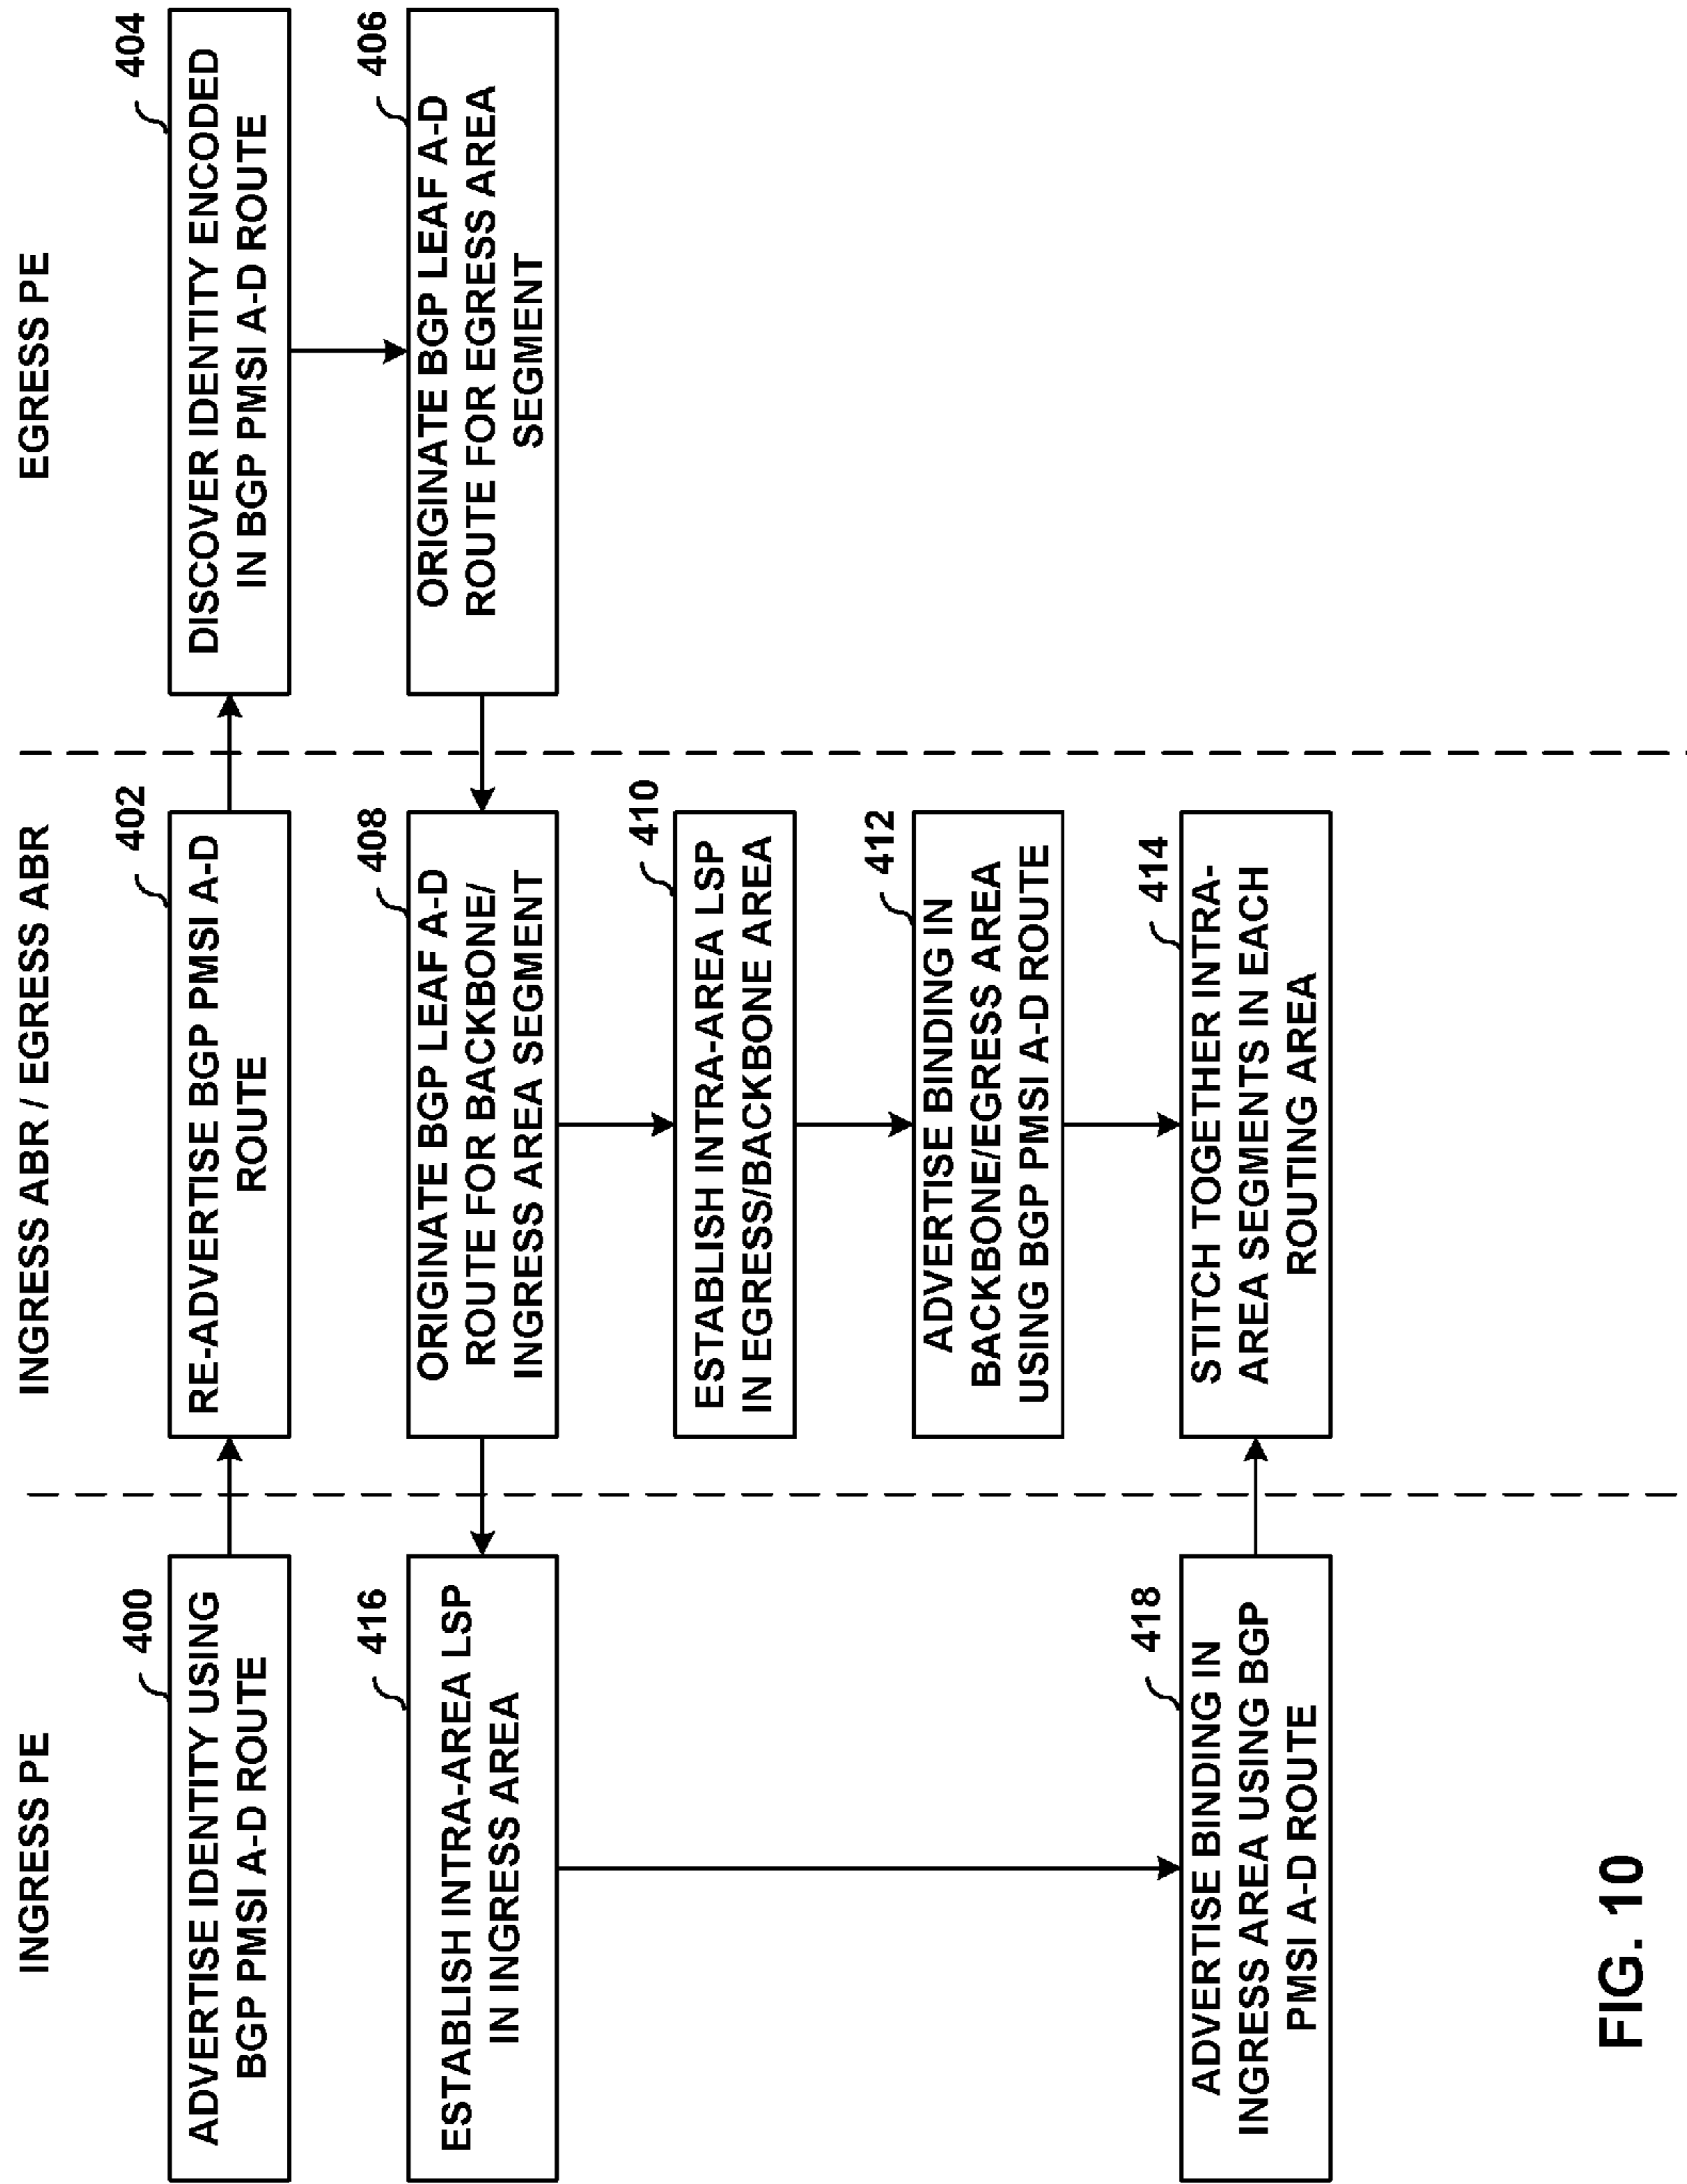 INGRESS PE
INGRESS ABR / EGRESS ABR
EGRESS PE
400
ADVERTISE IDENTITY USING
BGP PMSI A-D ROUTE
402
RE-ADVERTISE BGP PMSI A-D
ROUTE
404
DISCOVER IDENTITY ENCODED
IN BGP PMSI A-D ROUTE
416
ESTABLISH INTRA-AREA LSP
IN INGRESS AREA
408
ORIGINATE BGP LEAF A-D
ROUTE FOR BACKBONE/
INGRESS AREA SEGMENT
406
ORIGINATE BGP LEAF A-D
ROUTE FOR EGRESS AREA
SEGMENT
410
ESTABLISH INTRA-AREA LSP
IN EGRESS/BACKBONE AREA
412
ADVERTISE BINDING IN
BACKBONE/EGRESS AREA
USING BGP PMSI A-D ROUTE
418
ADVERTISE BINDING IN
INGRESS AREA USING BGP
PMSI A-D ROUTE
414
STITCH TOGETHER INTRA-
AREA SEGMENTS IN EACH
ROUTING AREA
FIG. 10